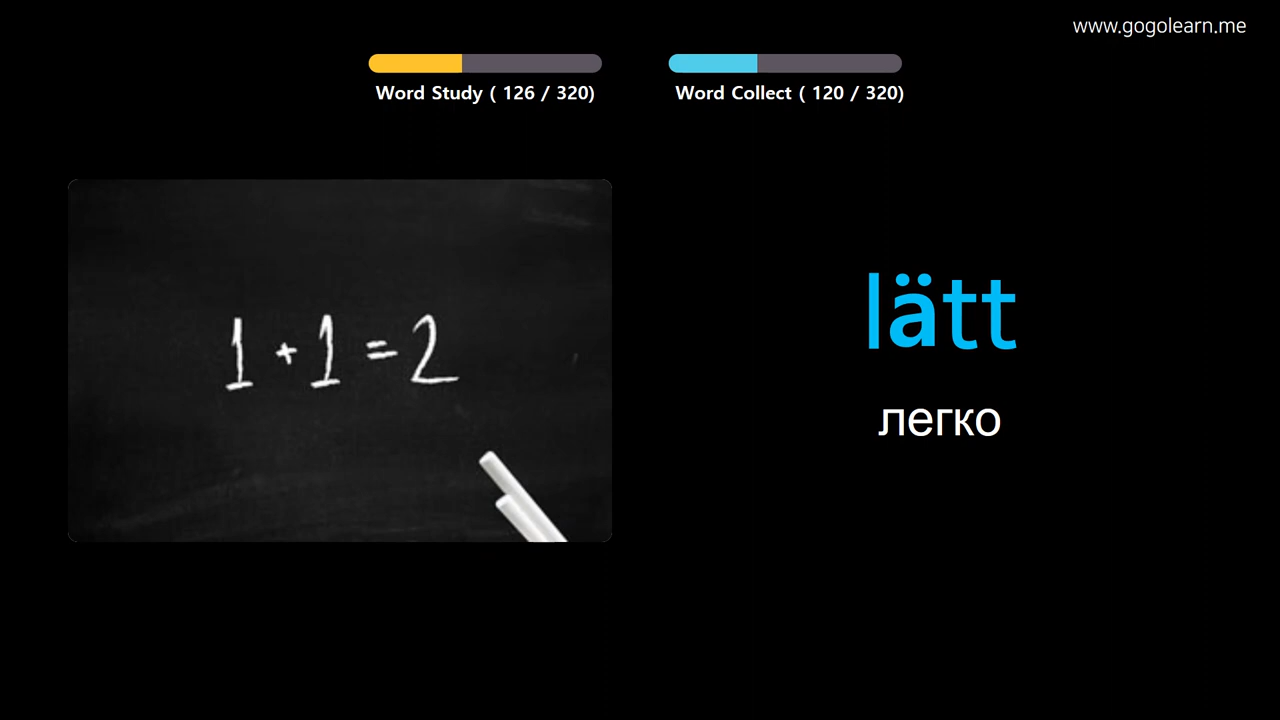 www.gogolearn.me
Word Study ( 126 / 320)
Word Collect ( 120 / 320)
1 + 1 = 2
lätt
легко